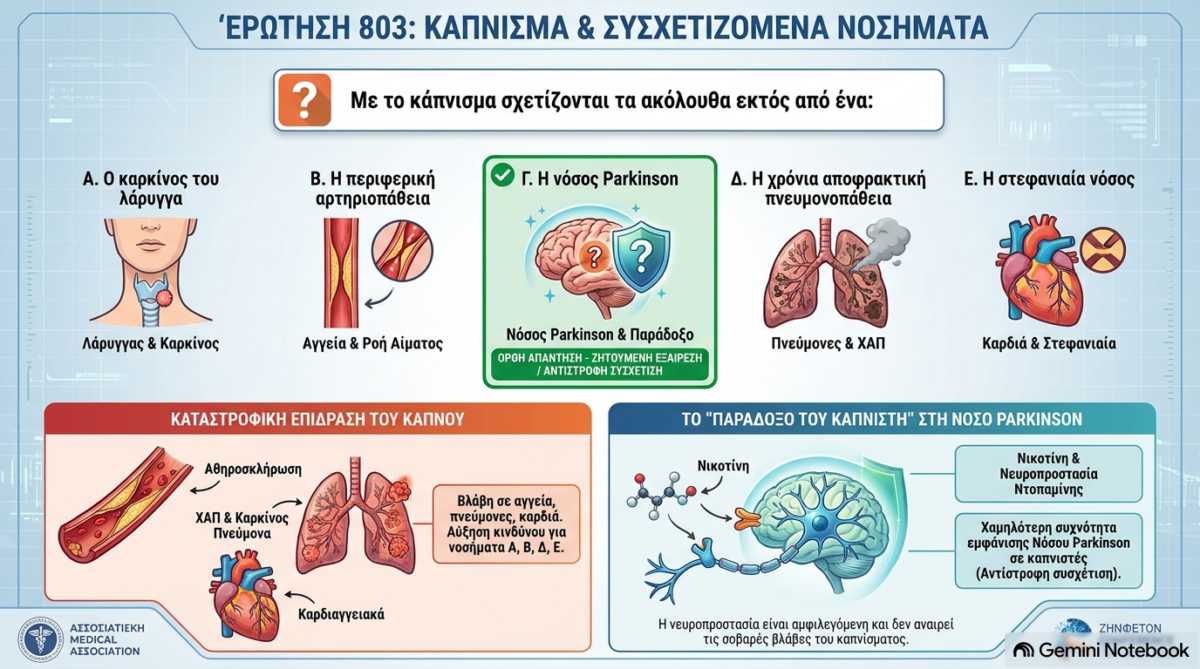 'ΕΡΩΤΗΣΗ 803: ΚΑΠΝΙΣΜΑ & ΣΥΣΧΕΤΙΖΟΜΕΝΑ ΝΟΣΗΜΑΤΑ
?
Με το κάπνισμα σχετίζονται τα ακόλουθα εκτός από ένα:
Α. Ο καρκίνος του
λάρυγγα
Λάρυγγας & Καρκίνος
Β. Η περιφερική
αρτηριοπάθεια
Αγγεία & Ροή Αίματος
Γ. Η νόσος Parkinson
? ?
Νόσος Parkinson & Παράδοξο
ΟΡΘΗ ΑΠΑΝΤΗΣΗ - ΖΗΤΟΥΜΕΝΗ ΕΞΑΙΡΕΣΗ
/ ΑΝΤΙΣΤΡΟΦΗ ΣΥΣΧΕΤΙΣΗ
Δ. Η χρόνια αποφρακτική
πνευμονοπάθεια
Πνεύμονες & ΧΑΠ
Ε. Η στεφανιαία νόσος
Καρδιά & Στεφανιαία
ΚΑΤΑΣΤΡΟΦΙΚΗ ΕΠΙΔΡΑΣΗ ΤΟΥ ΚΑΠΝΟΥ
Αθηροσκλήρωση
ΧΑΠ & Καρκίνος
Πνεύμονα
Καρδιαγγειακά
Βλάβη σε αγγεία,
πνεύμονες, καρδιά.
Αύξηση κινδύνου για
νοσήματα Α, Β, Δ, Ε.
ΤΟ "ΠΑΡΑΔΟΞΟ ΤΟΥ ΚΑΠΝΙΣΤΗ" ΣΤΗ ΝΟΣΟ PARKINSON
Νικοτίνη
Νικοτίνη &
Νευροπροστασία
Ντοπαμίνης
Χαμηλότερη συχνότητα
εμφάνισης Νόσου Parkinson
σε καπνιστές
(Αντίστροφη συσχέτιση).
Η νευροπροστασία είναι αμφιλεγόμενη και δεν αναιρεί
τις σοβαρές βλάβες του καπνίσματος.
ΑΣΣΟΣΙΑΤΙΕΚΗ
MEDICAL
ASSOCIATION
ΖΗΝΦΕΤΟΝ
Gemini Notebook